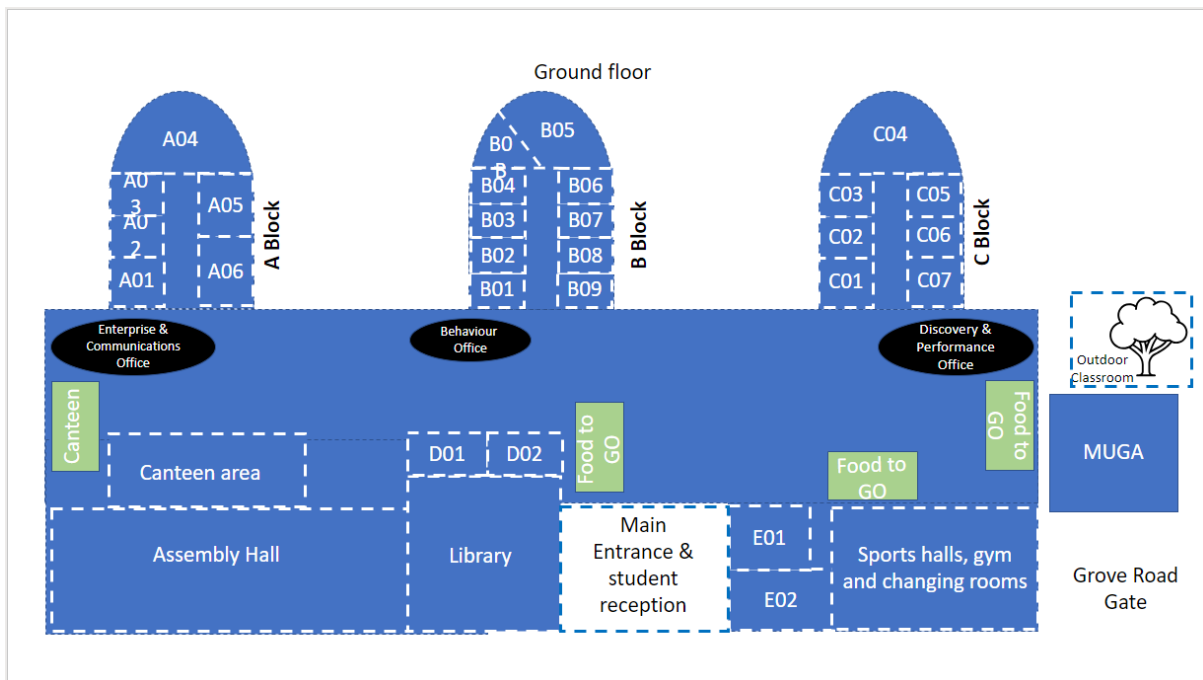 Ground floor
A04
A0
3
A0
2
A01
A05
A06
A Block
B0
B
B05
B04
B03
B02
B01
B06
B07
B08
B09
B Block
C04
C03
C02
C01
C05
C06
C07
C Block
Enterprise &
Communications
Office
Behaviour
Office
Discovery &
Performance
Office
Outdoor
Classroom
Canteen
Canteen area
D01
D02
Food to
GO
Food to
GO
Food to
GO
MUGA
Assembly Hall
Library
Main
Entrance &
student
reception
E01
E02
Sports halls, gym
and changing rooms
Grove Road
Gate